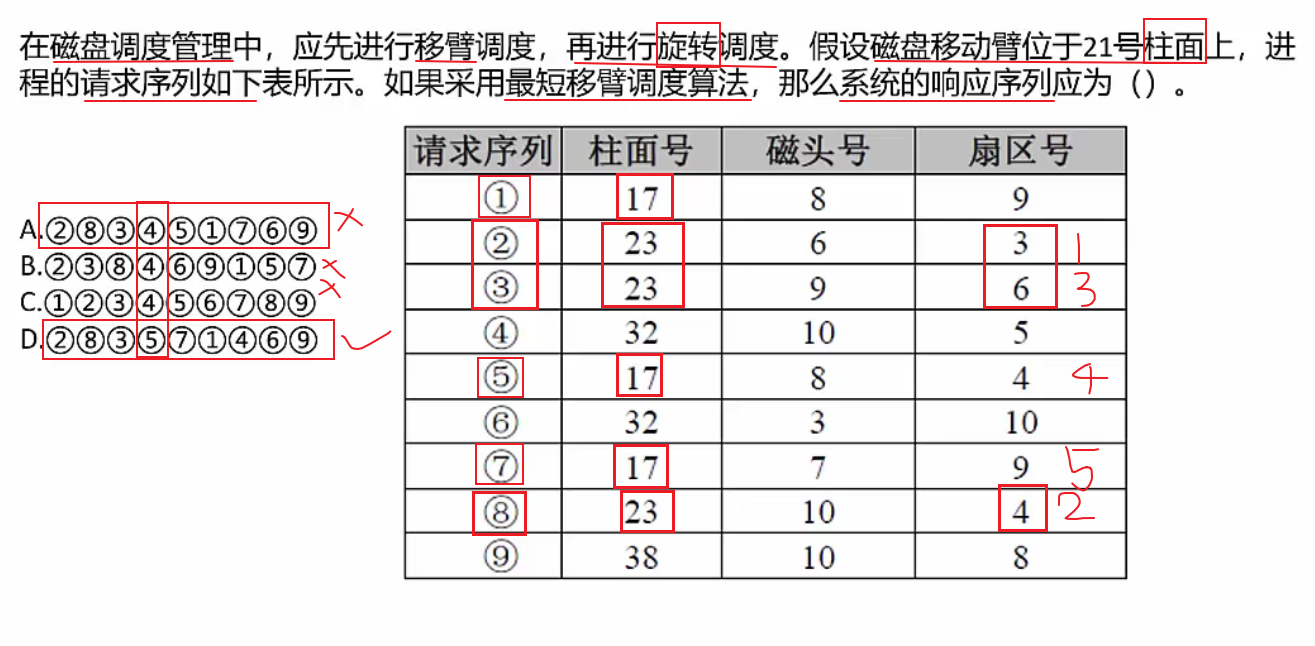 在磁盘调度管理中，应先进行移臂调度，再进行旋转调度。假设磁盘移动臂位于21号柱面上，进
程的请求序列如下表所示。如果采用最短移臂调度算法，那么系统的响应序列应为（）。
A.②⑧③④⑤①⑦⑥⑨ ×
B.②③⑧④⑥⑨①⑤⑦ ×
C.①②③④⑤⑥⑦⑧⑨ ×
D.②⑧③⑤⑦①④⑥⑨ ✓
请求序列 柱面号 磁头号 扇区号
① 17 8 9
② 23 6 3 1
③ 23 9 6 3
④ 32 10 5
⑤ 17 8 4 4
⑥ 32 3 10
⑦ 17 7 9 5
⑧ 23 10 4 2
⑨ 38 10 8